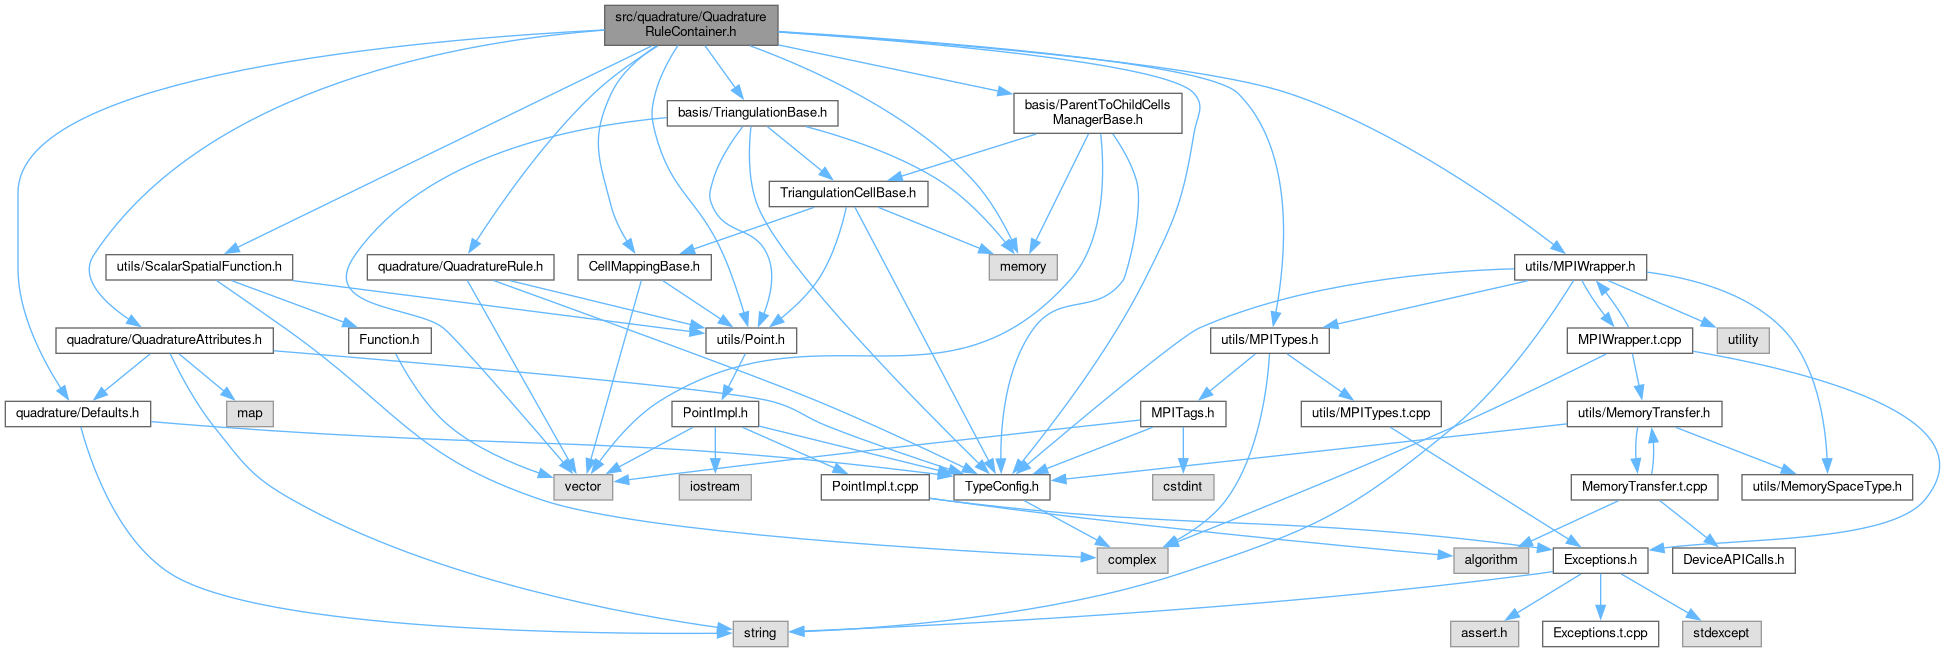 src/quadrature/Quadrature
RuleContainer.h
basis/TriangulationBase.h
basis/ParentToChildCells
ManagerBase.h
TriangulationCellBase.h
utils/ScalarSpatialFunction.h
quadrature/QuadratureRule.h
CellMappingBase.h
memory
utils/MPIWrapper.h
quadrature/QuadratureAttributes.h
Function.h
utils/Point.h
utils/MPITypes.h
MPIWrapper.t.cpp
utility
quadrature/Defaults.h
map
PointImpl.h
MPITags.h
utils/MPITypes.t.cpp
utils/MemoryTransfer.h
vector
iostream
PointImpl.t.cpp
TypeConfig.h
cstdint
MemoryTransfer.t.cpp
utils/MemorySpaceType.h
complex
algorithm
Exceptions.h
DeviceAPICalls.h
string
assert.h
Exceptions.t.cpp
stdexcept